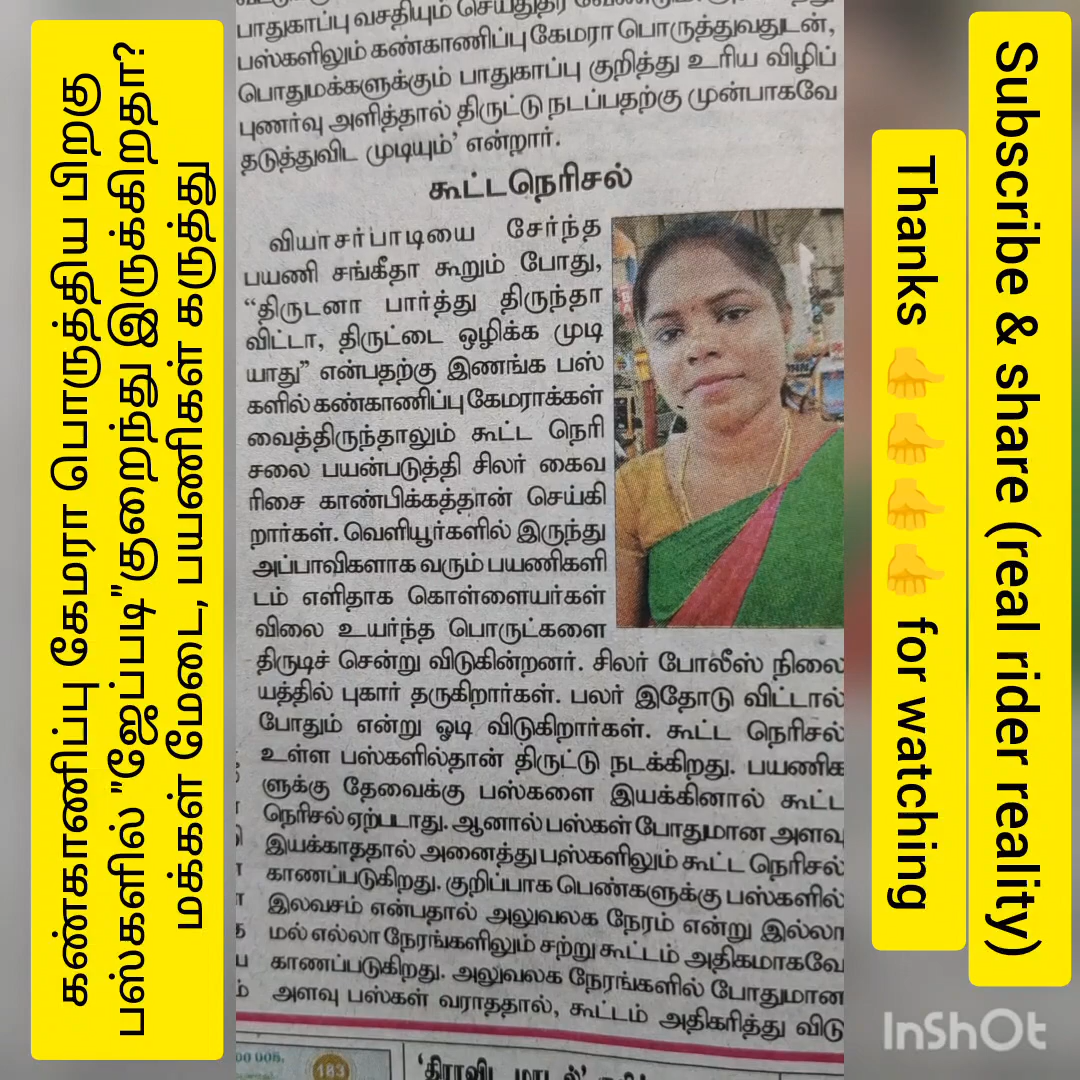 கண்காணிப்பு கேமரா பொருத்திய பிறகு
பஸ்களில் "ஜேப்படி"குறைந்து இருக்கிறதா?
மக்கள் மேடை, பயணிகள் கருத்து
பாதுகாப்பு வசதியும் செய்துதர
பஸ்களிலும் கண்காணிப்பு கேமரா பொருத்துவதுடன்,
பொதுமக்களுக்கும் பாதுகாப்பு குறித்து உரிய விழிப்
புணர்வு அளித்தால் திருட்டு நடப்பதற்கு முன்பாகவே
தடுத்துவிட முடியும்' என்றார்.
கூட்டநெரிசல்
வியாசர்பாடியை சேர்ந்த
பயணி சங்கீதா கூறும் போது,
“திருடனா பார்த்து திருந்தா
விட்டா, திருட்டை ஒழிக்க முடி
யாது” என்பதற்கு இணங்க பஸ்
களில் கண்காணிப்பு கேமராக்கள்
வைத்திருந்தாலும் கூட்ட நெரி
சலை பயன்படுத்தி சிலர் கைவ
ரிசை காண்பிக்கத்தான் செய்கி
றார்கள். வெளியூர்களில் இருந்து
அப்பாவிகளாக வரும் பயணிகளி
டம் எளிதாக கொள்ளையர்கள்
விலை உயர்ந்த பொருட்களை
திருடிச் சென்று விடுகின்றனர். சிலர் போலீஸ் நிலை
யத்தில் புகார் தருகிறார்கள். பலர் இதோடு விட்டால்
போதும் என்று ஓடி விடுகிறார்கள். கூட்ட நெரிசல்
உள்ள பஸ்களில்தான் திருட்டு நடக்கிறது. பயணிக
ளுக்கு தேவைக்கு பஸ்களை இயக்கினால் கூட்ட
நெரிசல் ஏற்படாது. ஆனால் பஸ்கள் போதுமான அளவு
இயக்காததால் அனைத்து பஸ்களிலும் கூட்ட நெரிசல்
காணப்படுகிறது. குறிப்பாக பெண்களுக்கு பஸ்களில்
இலவசம் என்பதால் அலுவலக நேரம் என்று இல்லா
மல் எல்லா நேரங்களிலும் சற்று கூட்டம் அதிகமாகவே
காணப்படுகிறது. அலுவலக நேரங்களில் போதுமான
அளவு பஸ்கள் வராததால், கூட்டம் அதிகரித்து விடு
183
'திராவிட மாடல்'
Subscribe & share (real rider reality)
Thanks 👍👍👍👍 for watching
InShOt